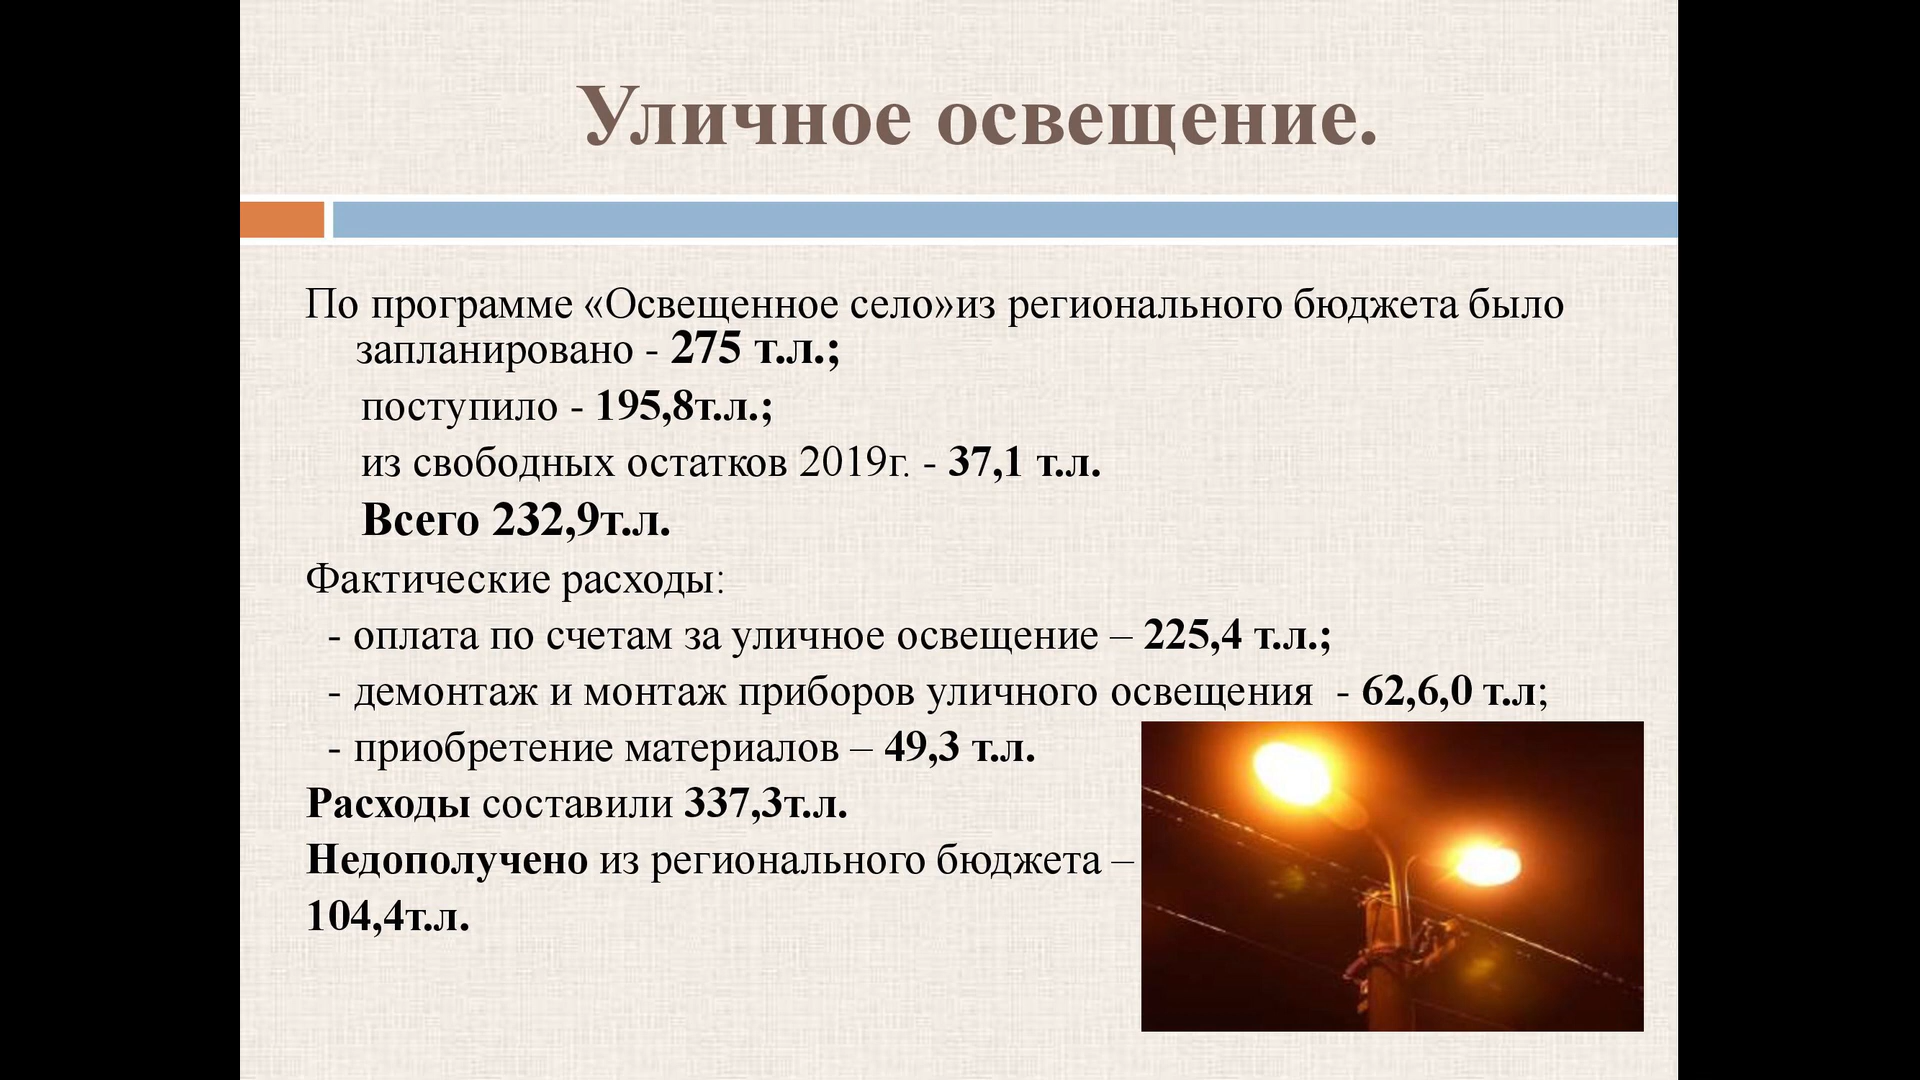 Уличное освещение.
По программе «Освещенное село»из регионального бюджета было
запланировано - 275 т.л.;
поступило - 195,8т.л.;
из свободных остатков 2019г. - 37,1 т.л.
Всего 232,9т.л.
Фактические расходы:
- оплата по счетам за уличное освещение – 225,4 т.л.;
- демонтаж и монтаж приборов уличного освещения - 62,6,0 т.л;
- приобретение материалов – 49,3 т.л.
Расходы составили 337,3т.л.
Недополучено из регионального бюджета –
104,4т.л.